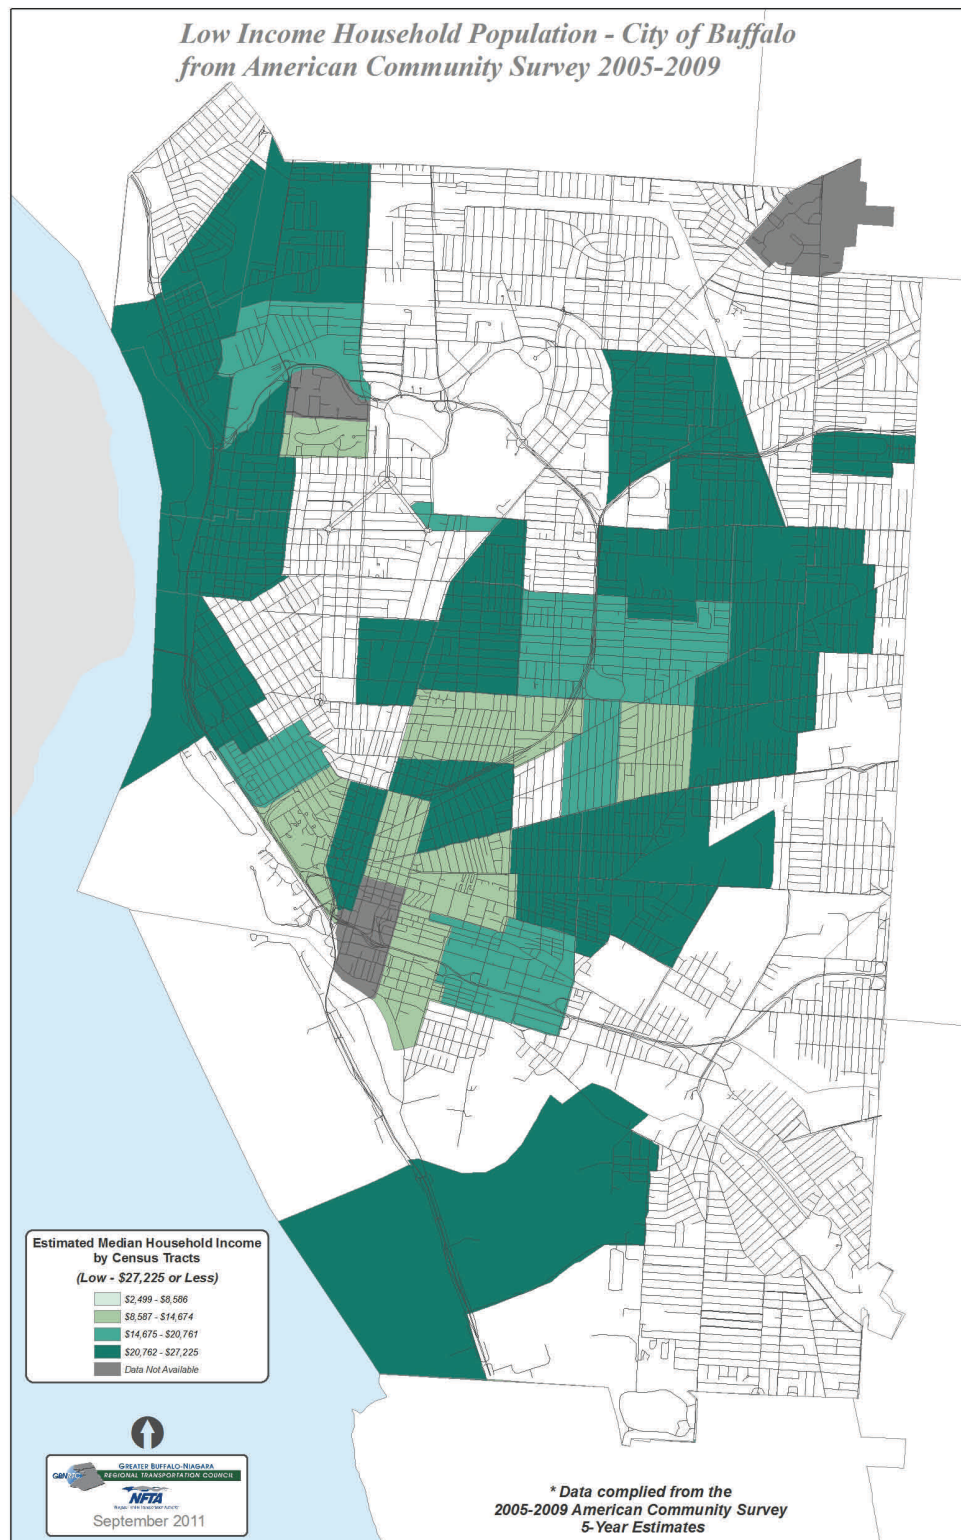 Low Income Household Population - City of Buffalo
from American Community Survey 2005-2009
Estimated Median Household Income
by Census Tracts
(Low - $27,225 or Less)
$2,499 - $8,586
$8,587 - $14,674
$14,675 - $20,761
$20,762 - $27,225
Data Not Available
GREATER BUFFALO-NIAGARA
REGIONAL TRANSPORTATION COUNCIL
NFTA
September 2011
* Data complied from the
2005-2009 American Community Survey
5-Year Estimates